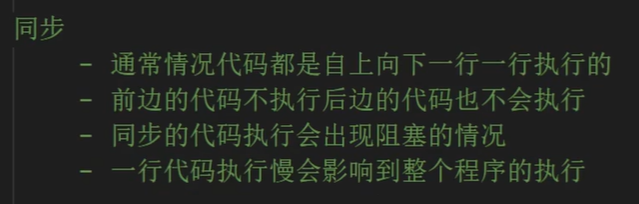 同步
- 通常情况代码都是自上向下一行一行执行的
- 前边的代码不执行后边的代码也不会执行
- 同步的代码执行会出现阻塞的情况
- 一行代码执行慢会影响到整个程序的执行